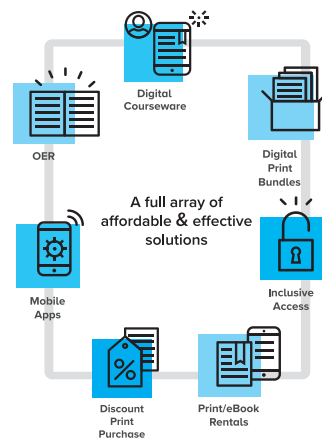 Digital
Courseware
OER
Digital
Print
Bundles
A full array of
affordable & effective
solutions
Mobile
Apps
Inclusive
Access
%
Discount
Print
Purchase
Print/eBook
Rentals